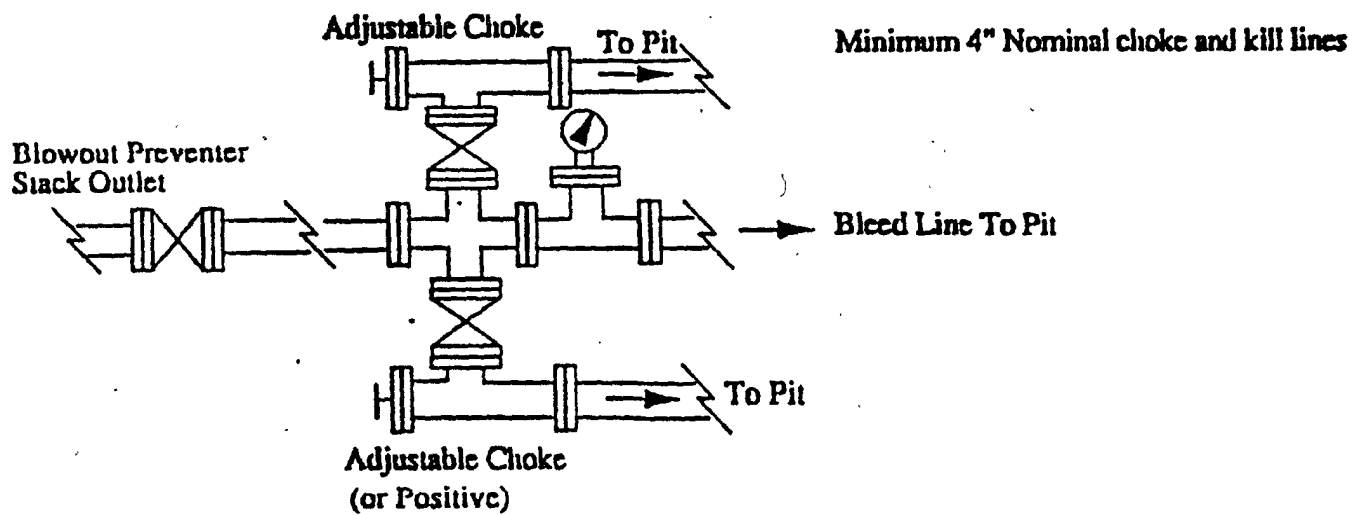 Adjustable Choke
To Pit
Minimum 4" Nominal choke and kill lines
Blowout Preventer
Stack Outlet
Bleed Line To Pit
To Pit
Adjustable Choke
(or Positive)